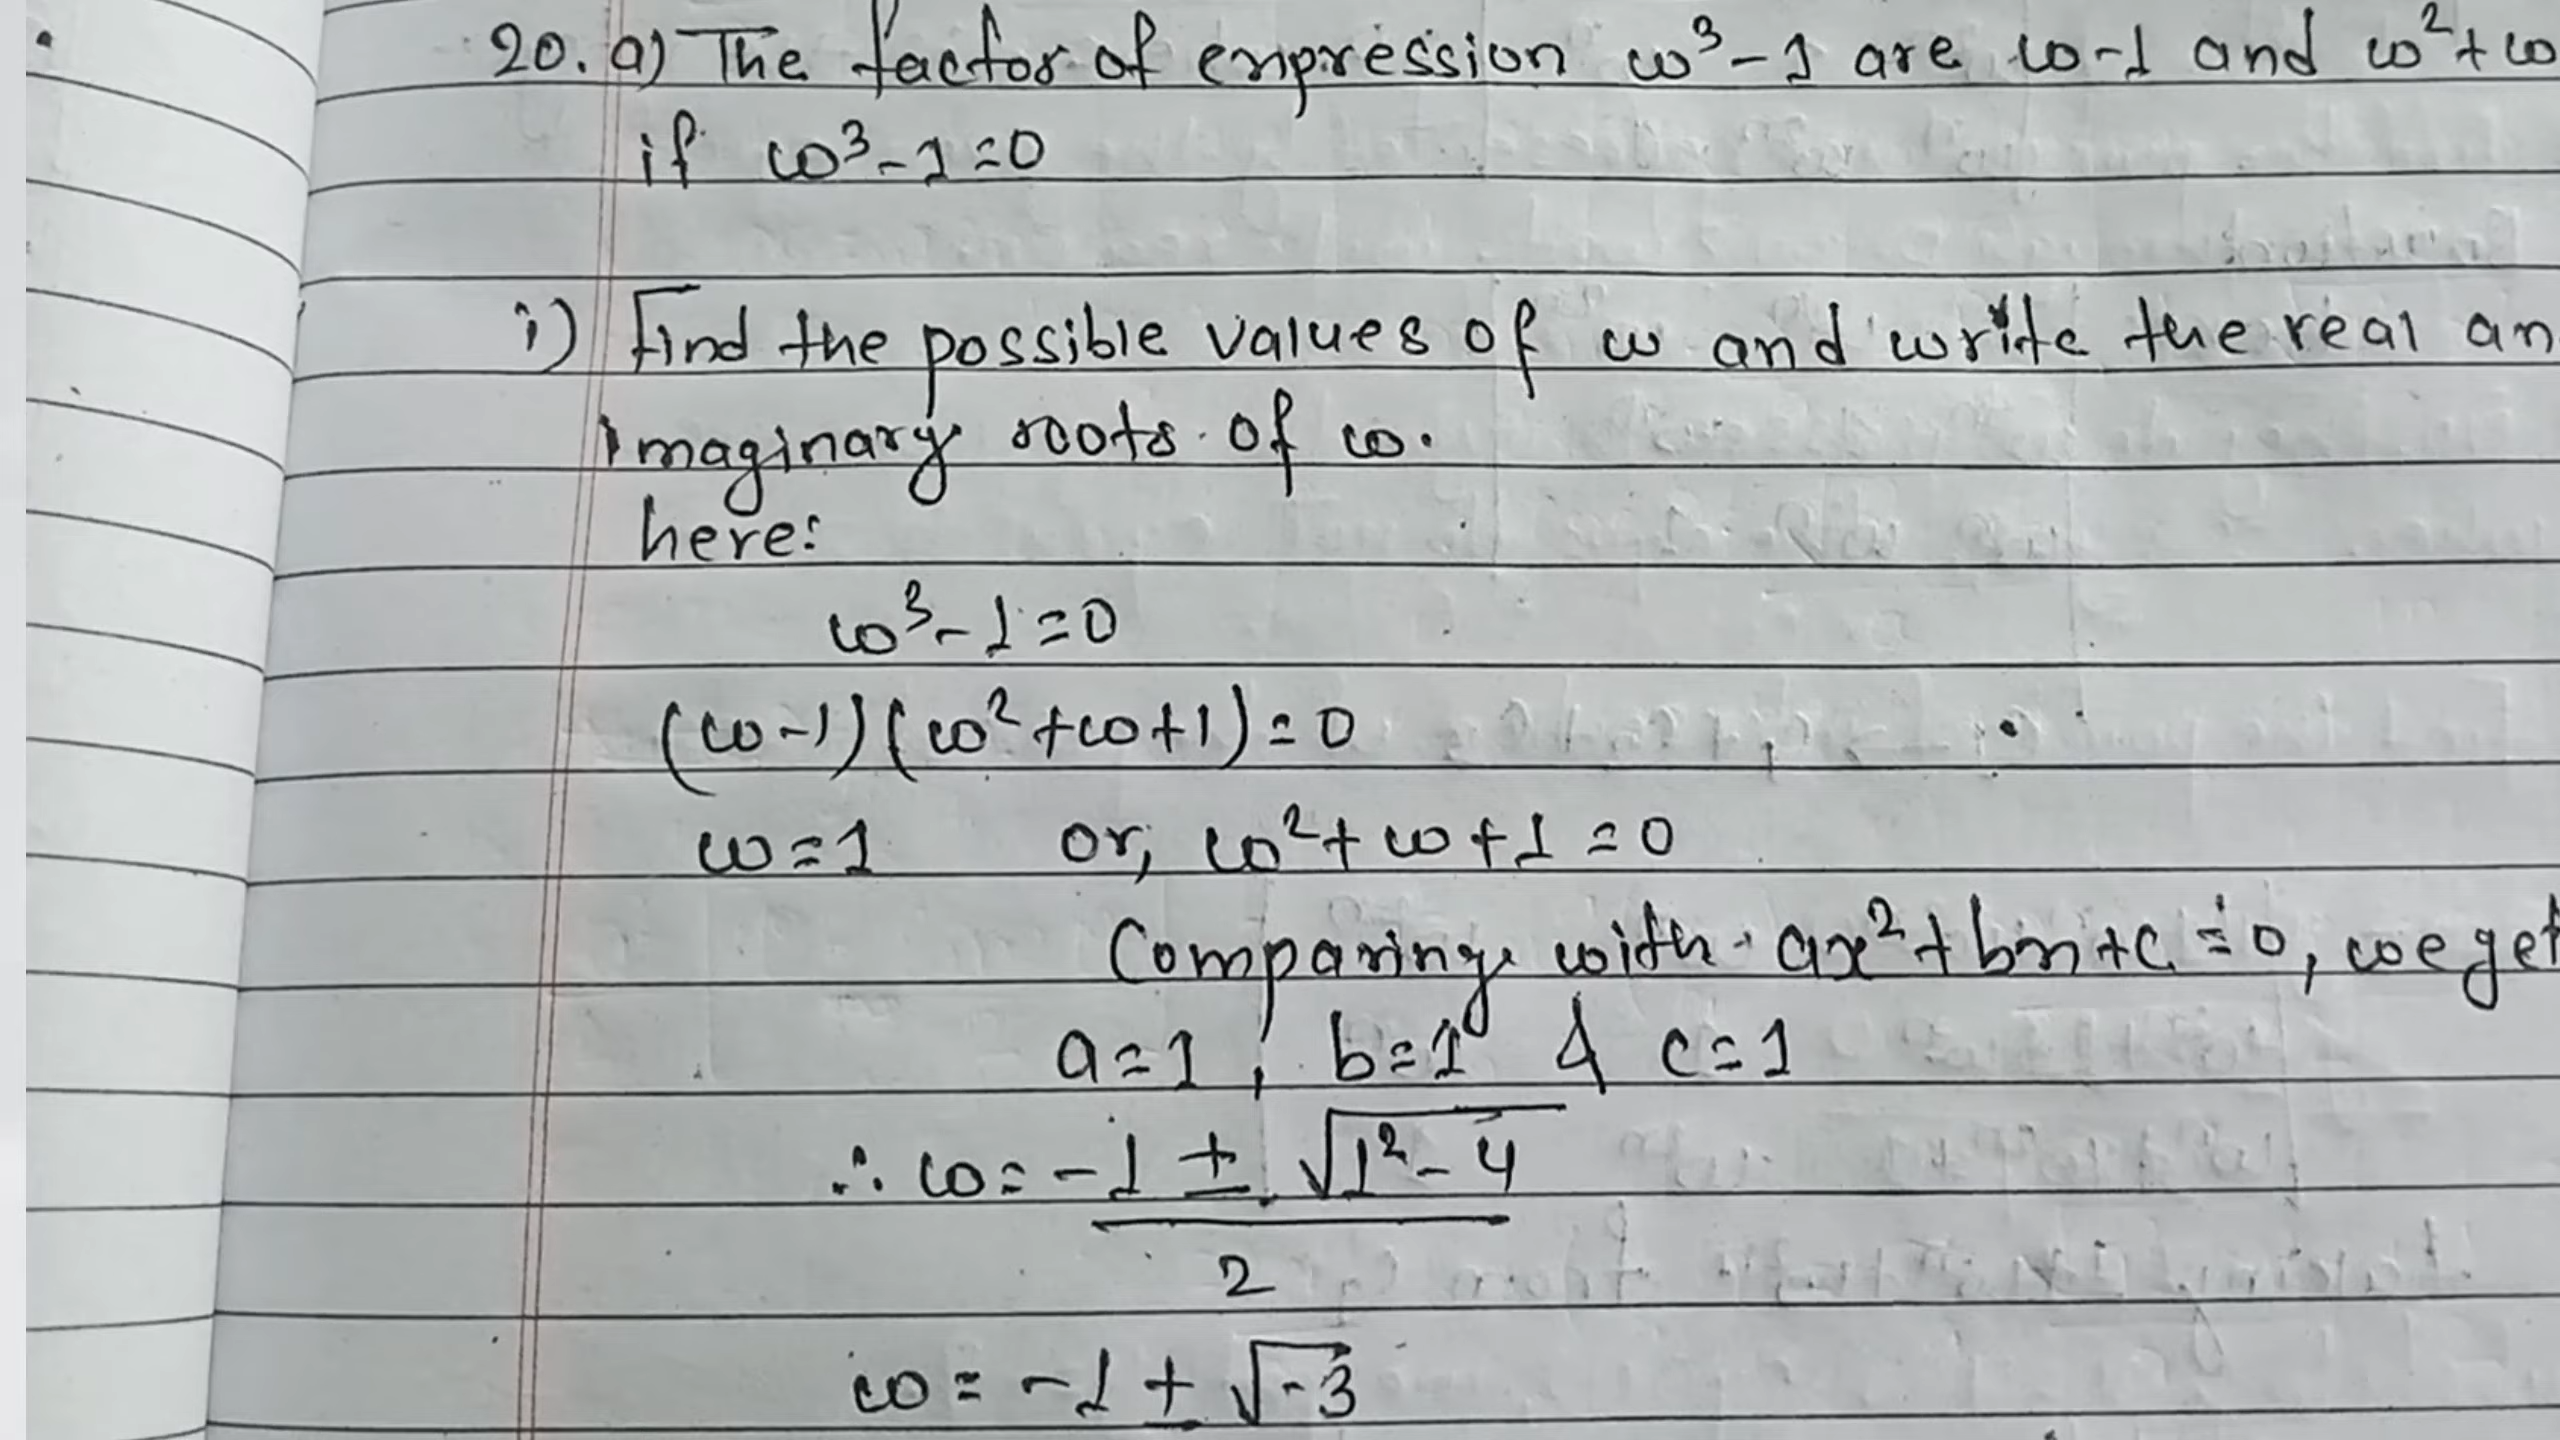 20. a) The factor of expression ω³-1 are ω-1 and ω²+ω
if ω³-1=0
i) Find the possible values of ω and write the real an
imaginary roots of ω.
here:
ω³-1=0
(ω-1)(ω²+ω+1)=0
ω=1 or, ω²+ω+1=0
Comparing with ax²+bx+c=0, we get
a=1, b=1 & c=1
∴ ω= -1 ± √1²-4
2
ω= -1 ± √-3